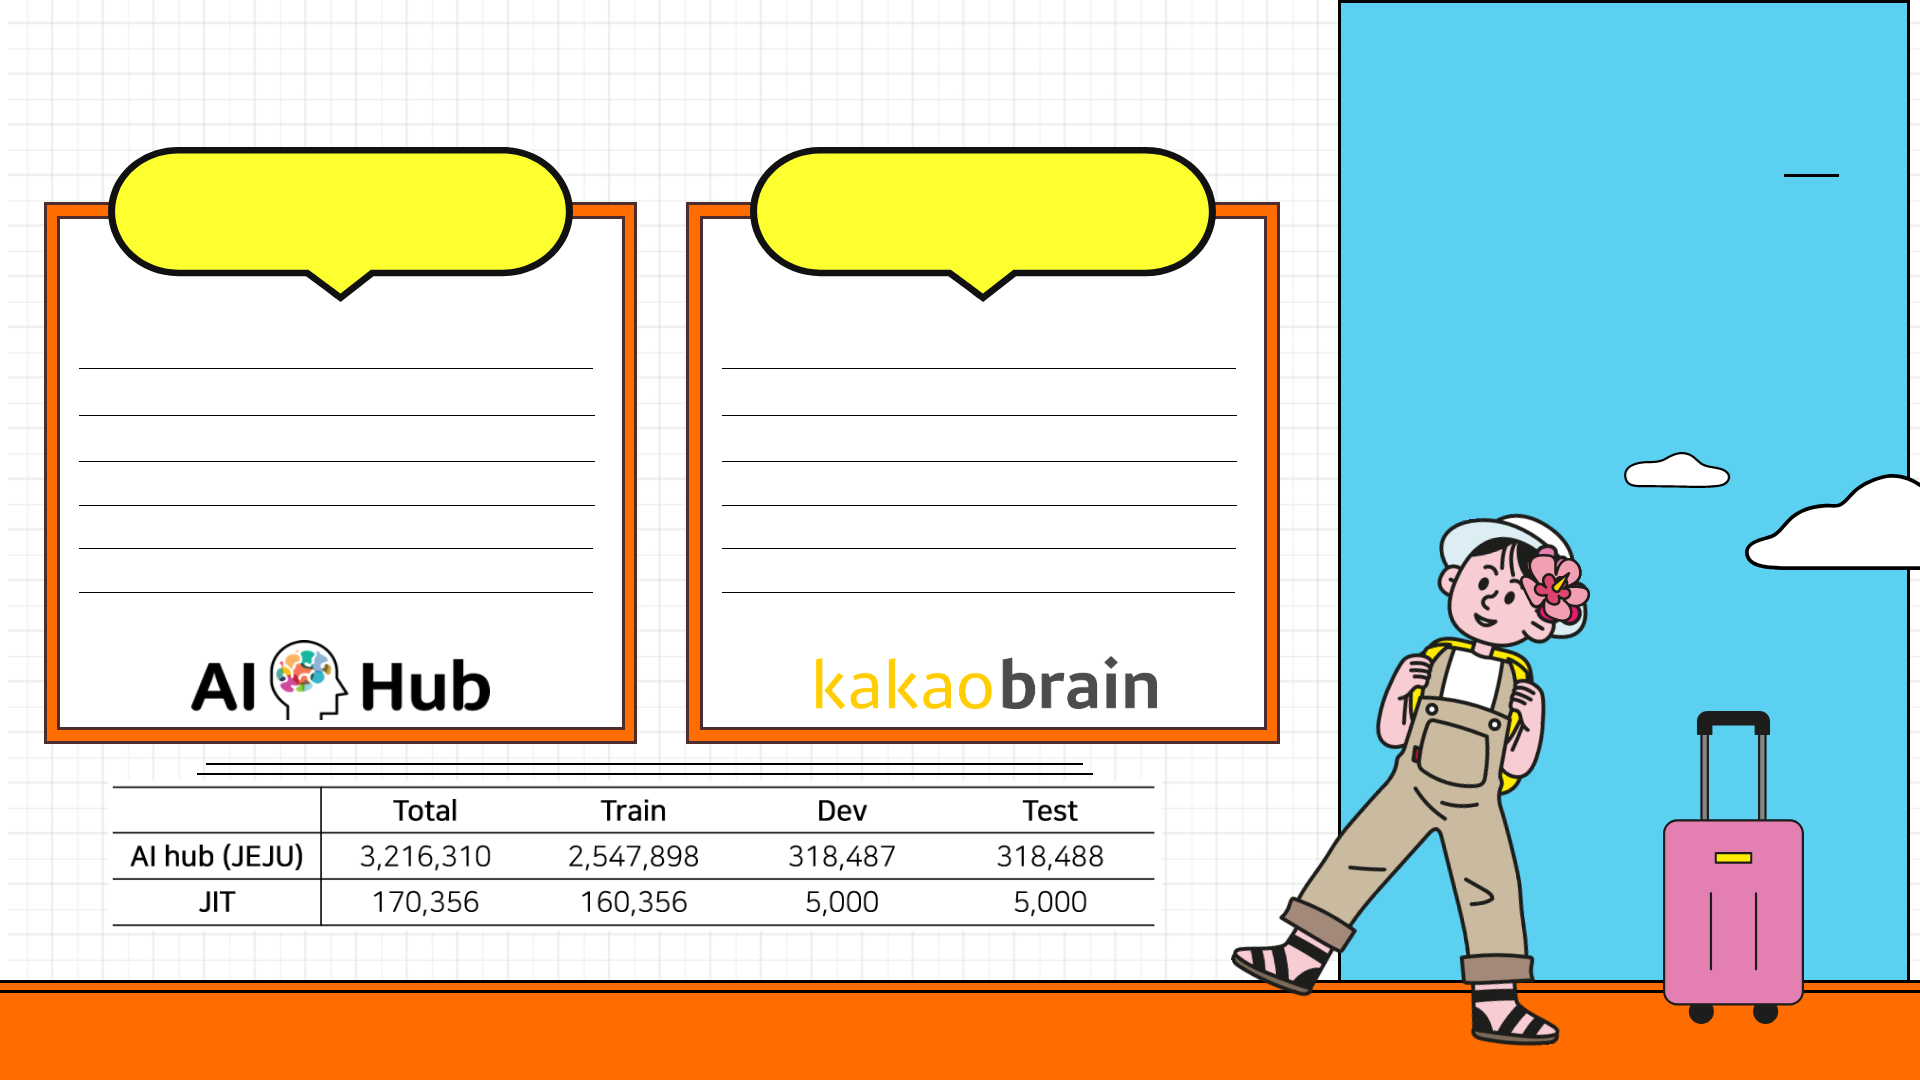 AI Hub
kakaobrain
Total Train Dev Test
AI hub (JEJU) 3,216,310 2,547,898 318,487 318,488
JIT 170,356 160,356 5,000 5,000